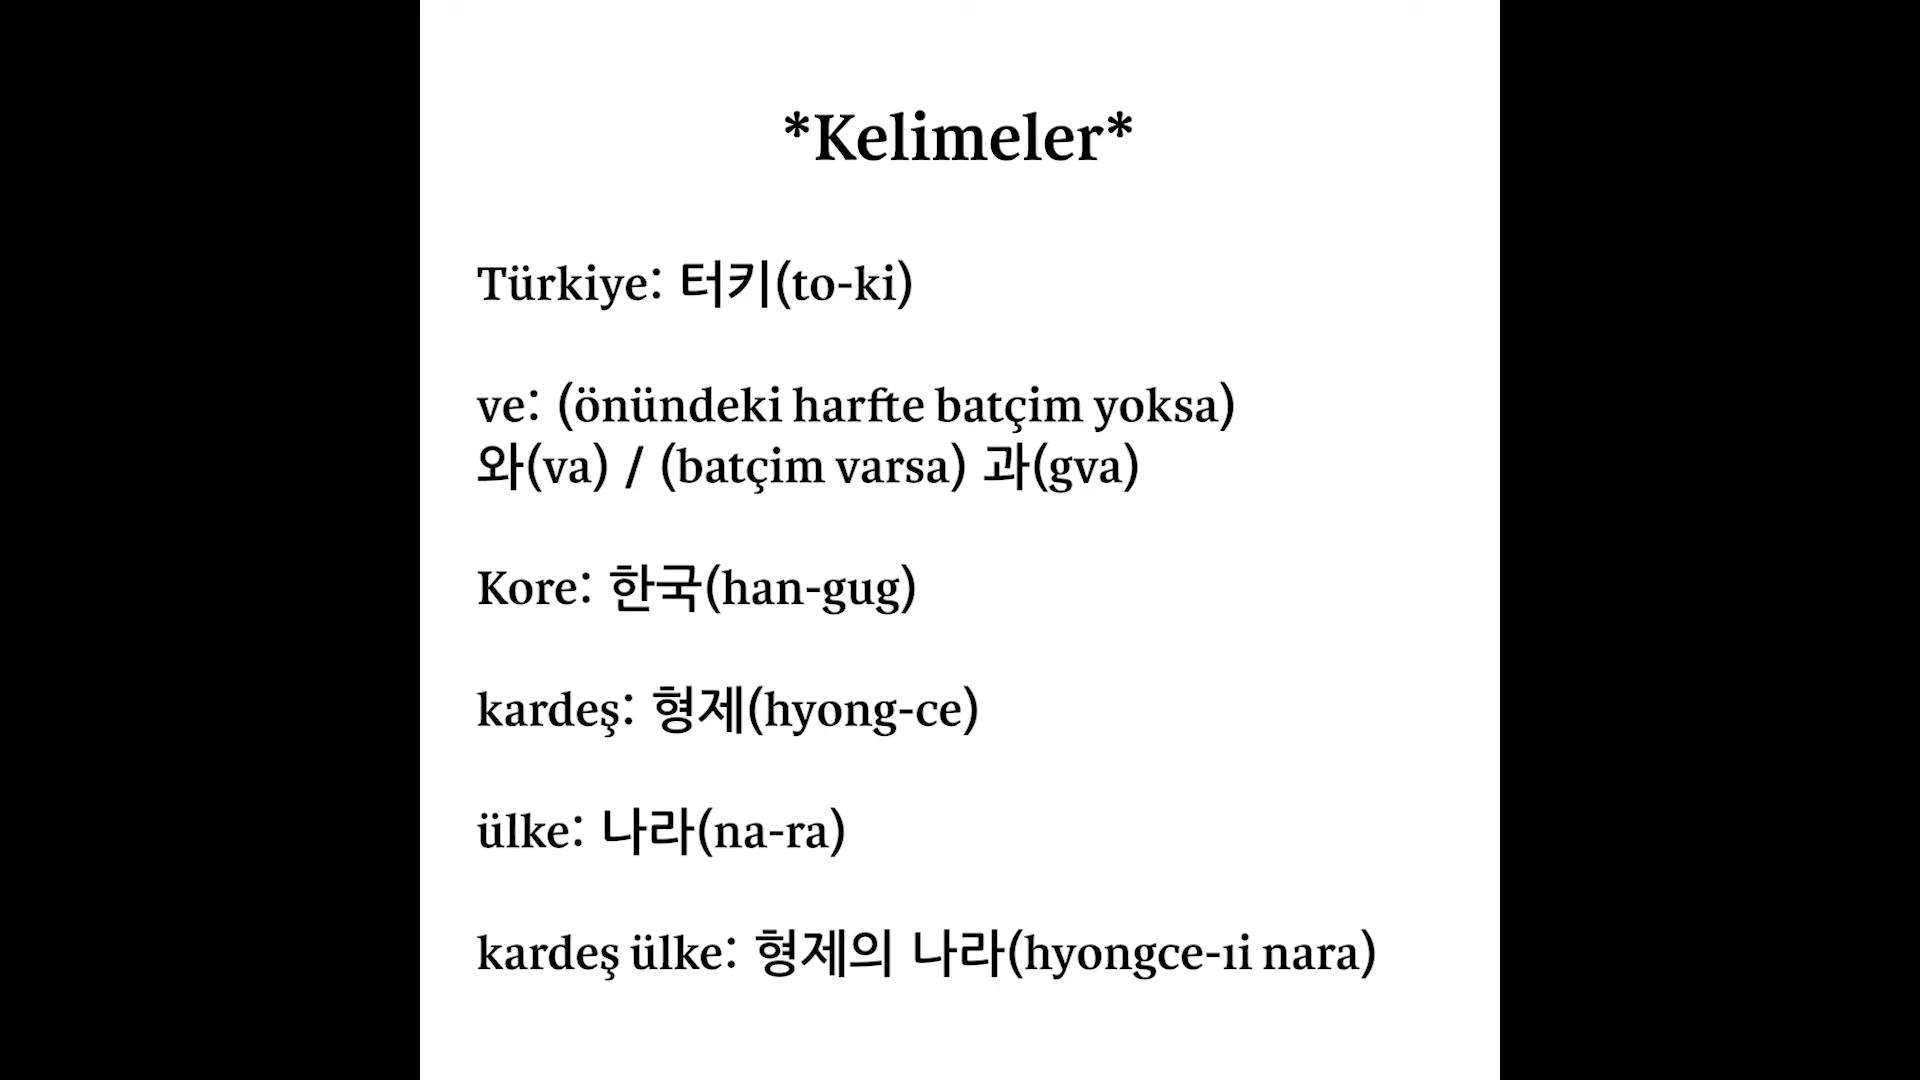 *Kelimeler*
Türkiye: 터키(to-ki)
ve: (önündeki harfte batçim yoksa)
와(va) / (batçim varsa) 과(gva)
Kore: 한국(han-gug)
kardeş: 형제(hyong-ce)
ülke: 나라(na-ra)
kardeş ülke: 형제의 나라(hyongce-ıi nara)